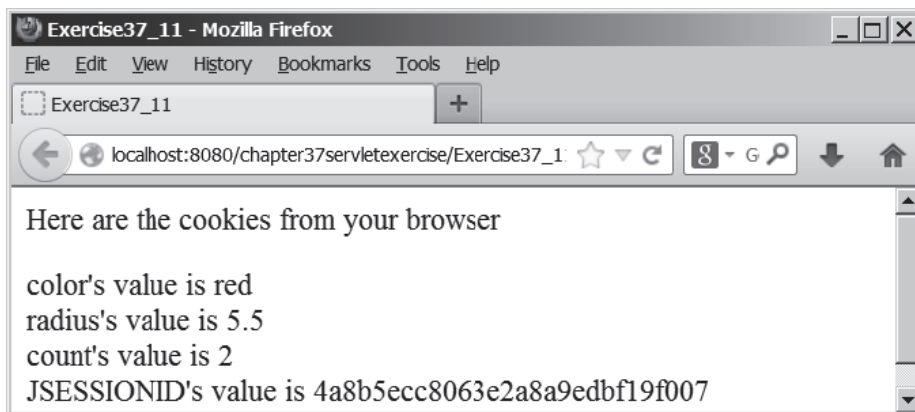 Exercise37_11 - Mozilla Firefox
File Edit View History Bookmarks Tools Help
Exercise37_11 +
localhost:8080/chapter37servletexercise/Exercise37_1 8 G
Here are the cookies from your browser
color's value is red
radius's value is 5.5
count's value is 2
JSESSIONID's value is 4a8b5ecc8063e2a8a9edbf19f007